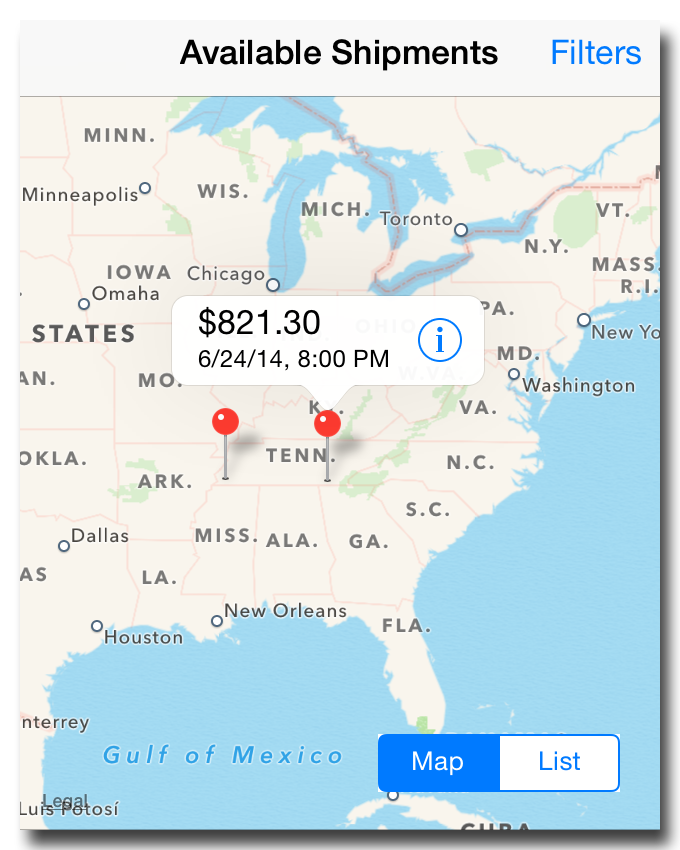 Available Shipments
Filters
MINN.
Minneapolis
WIS.
MICH.
Toronto
VT.
N.Y.
MASS.
R.I.
IOWA
Chicago
Omaha
$821.30
6/24/14, 8:00 PM
i
OHIO
PA.
STATES
New Yo
MD.
W.VA.
Washington
AN.
MO.
VA.
TENN.
OKLA.
ARK.
N.C.
S.C.
Dallas
MISS.
ALA.
GA.
AS
LA.
New Orleans
Houston
FLA.
nterrey
Gulf of Mexico
Map
List
Legal
Luis Potosí
CUBA